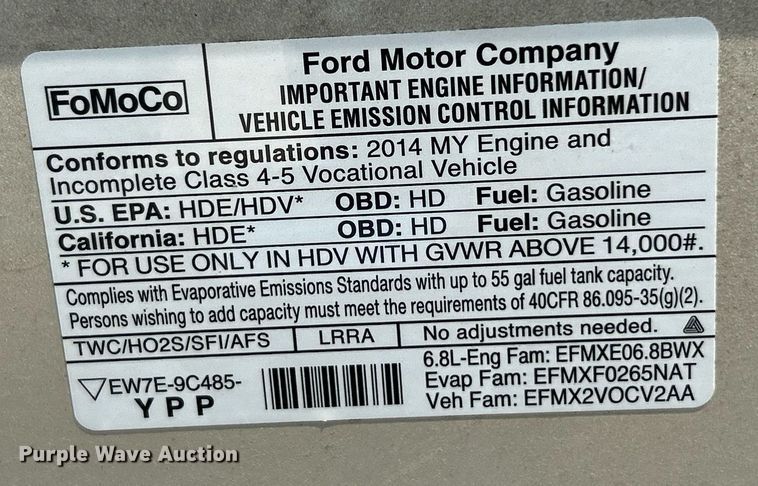 FoMoCo
Ford Motor Company
IMPORTANT ENGINE INFORMATION/
VEHICLE EMISSION CONTROL INFORMATION
Conforms to regulations: 2014 MY Engine and
Incomplete Class 4-5 Vocational Vehicle
U.S. EPA: HDE/HDV* OBD: HD Fuel: Gasoline
California: HDE* OBD: HD Fuel: Gasoline
* FOR USE ONLY IN HDV WITH GVWR ABOVE 14,000#.
Complies with Evaporative Emissions Standards with up to 55 gal fuel tank capacity.
Persons wishing to add capacity must meet the requirements of 40CFR 86.095-35(g)(2).
TWC/HO2S/SFI/AFS LRRA No adjustments needed.
EW7E-9C485-
YPP
6.8L-Eng Fam: EFMXE06.8BWX
Evap Fam: EFMXF0265NAT
Veh Fam: EFMX2VOCV2AA
Purple Wave Auction